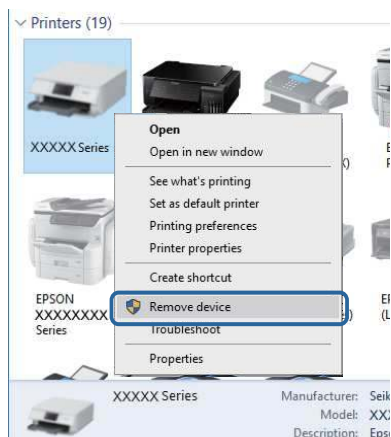 Printers (19)
XXXXX Series
Open
Open in new window
See what's printing
Set as default printer
Printing preferences
Printer properties
Create shortcut
Remove device
Troubleshoot
Properties
EPSON
XXXXXXXX
Series
XXXXX Series
Manufacturer:
Model:
Description: